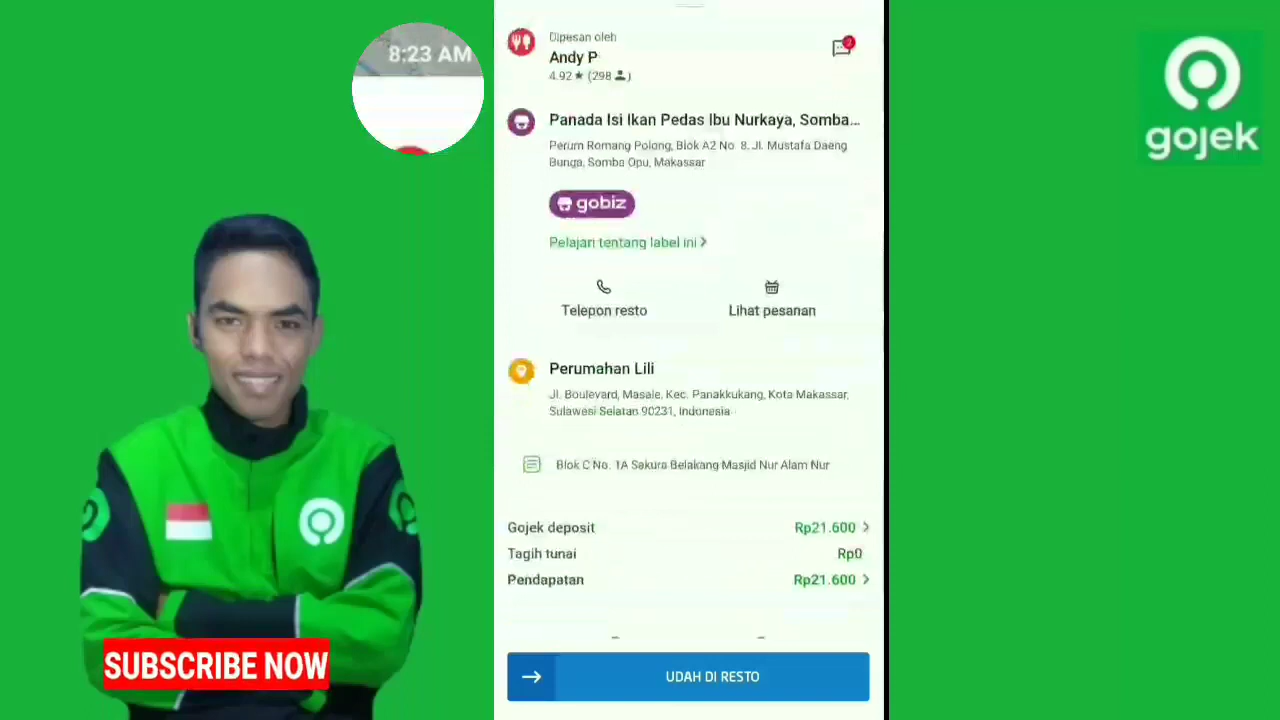 8:23 AM
Dipesan oleh
Andy P
4.92 ★ (298)
2
Panada Isi Ikan Pedas Ibu Nurkaya, Somba...
Perum Romang Polong, Blok A2 No 8. Jl. Mustafa Daeng
Bunga, Somba Opu, Makassar
gobiz
Pelajari tentang label ini >
Telepon resto
Lihat pesanan
Perumahan Lili
Jl. Boulevard, Masale, Kec. Panakkukang, Kota Makassar,
Sulawesi Selatan 90231, Indonesia
Blok C No. 1A Sakura Belakang Masjid Nur Alam Nur
Gojek deposit Rp21.600 >
Tagih tunai Rp0
Pendapatan Rp21.600 >
UDAH DI RESTO
SUBSCRIBE NOW
gojek